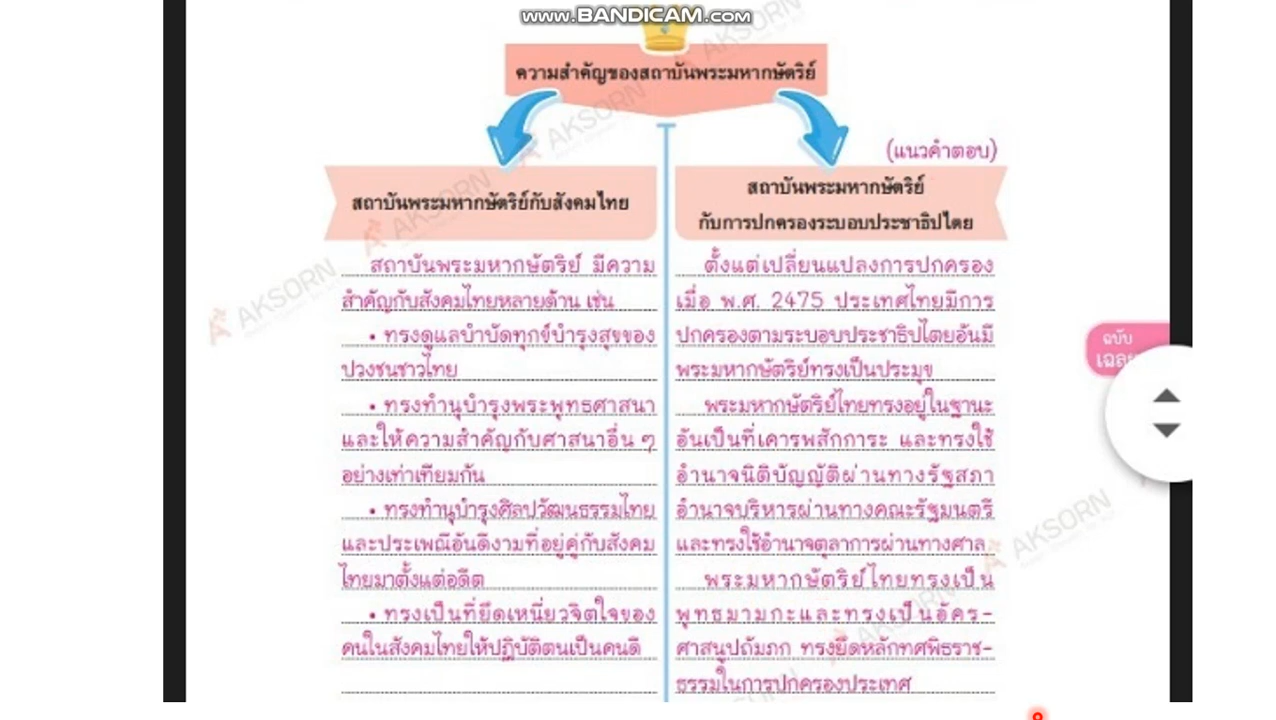 www.BANDICAM.com
ความสำคัญของสถาบันพระมหากษัตริย์
(แนวคำตอบ)
สถาบันพระมหากษัตริย์กับสังคมไทย
สถาบันพระมหากษัตริย์ มีความ
สำคัญกับสังคมไทยหลายด้าน เช่น
• ทรงดูแลบำบัดทุกข์บำรุงสุขของ
ปวงชนชาวไทย
• ทรงทำนุบำรุงพระพุทธศาสนา
และให้ความสำคัญกับศาสนาอื่น ๆ
อย่างเท่าเทียมกัน
• ทรงทำนุบำรุงศิลปวัฒนธรรมไทย
และประเพณีอันดีงามที่อยู่คู่กับสังคม
ไทยมาตั้งแต่อดีต
• ทรงเป็นที่ยึดเหนี่ยวจิตใจของ
คนในสังคมไทยให้ปฏิบัติตนเป็นคนดี
สถาบันพระมหากษัตริย์
กับการปกครองระบอบประชาธิปไตย
ตั้งแต่เปลี่ยนแปลงการปกครอง
เมื่อ พ.ศ. 2475 ประเทศไทยมีการ
ปกครองตามระบอบประชาธิปไตยอันมี
พระมหากษัตริย์ทรงเป็นประมุข
พระมหากษัตริย์ไทยทรงอยู่ในฐานะ
อันเป็นที่เคารพสักการะ และทรงใช้
อำนาจนิติบัญญัติผ่านทางรัฐสภา
อำนาจบริหารผ่านทางคณะรัฐมนตรี
และทรงใช้อำนาจตุลาการผ่านทางศาล
พระมหากษัตริย์ไทยทรงเป็น
พุทธมามกะและทรงเป็นอัคร-
ศาสนูปถัมภก ทรงยึดหลักทศพิธราช-
ธรรมในการปกครองประเทศ
ฉบับ
AKSORN
AKSORN
AKSORN
AKSORN
AKSORN
AKSORN